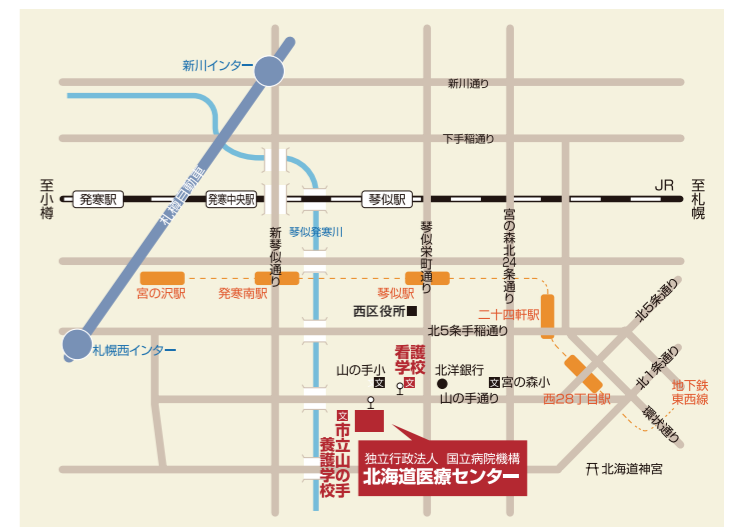 新川インター
新川通り
下手稲通り
札樽自動車
至小樽
発寒駅
発寒中央駅
琴似駅
JR
至札幌
新琴似通り
琴似発寒川
琴似栄町通り
宮の森北24条通り
宮の沢駅
発寒南駅
琴似駅
二十四軒駅
北5条通り
西区役所
北5条手稲通り
札幌西インター
看護
学校
山の手小
文
文
北洋銀行
文
宮の森小
山の手通り
西28丁目駅
北1条通り
地下鉄
東西線
環状通り
文
市立山の手
養護学校
独立行政法人 国立病院機構
北海道医療センター
北海道神宮